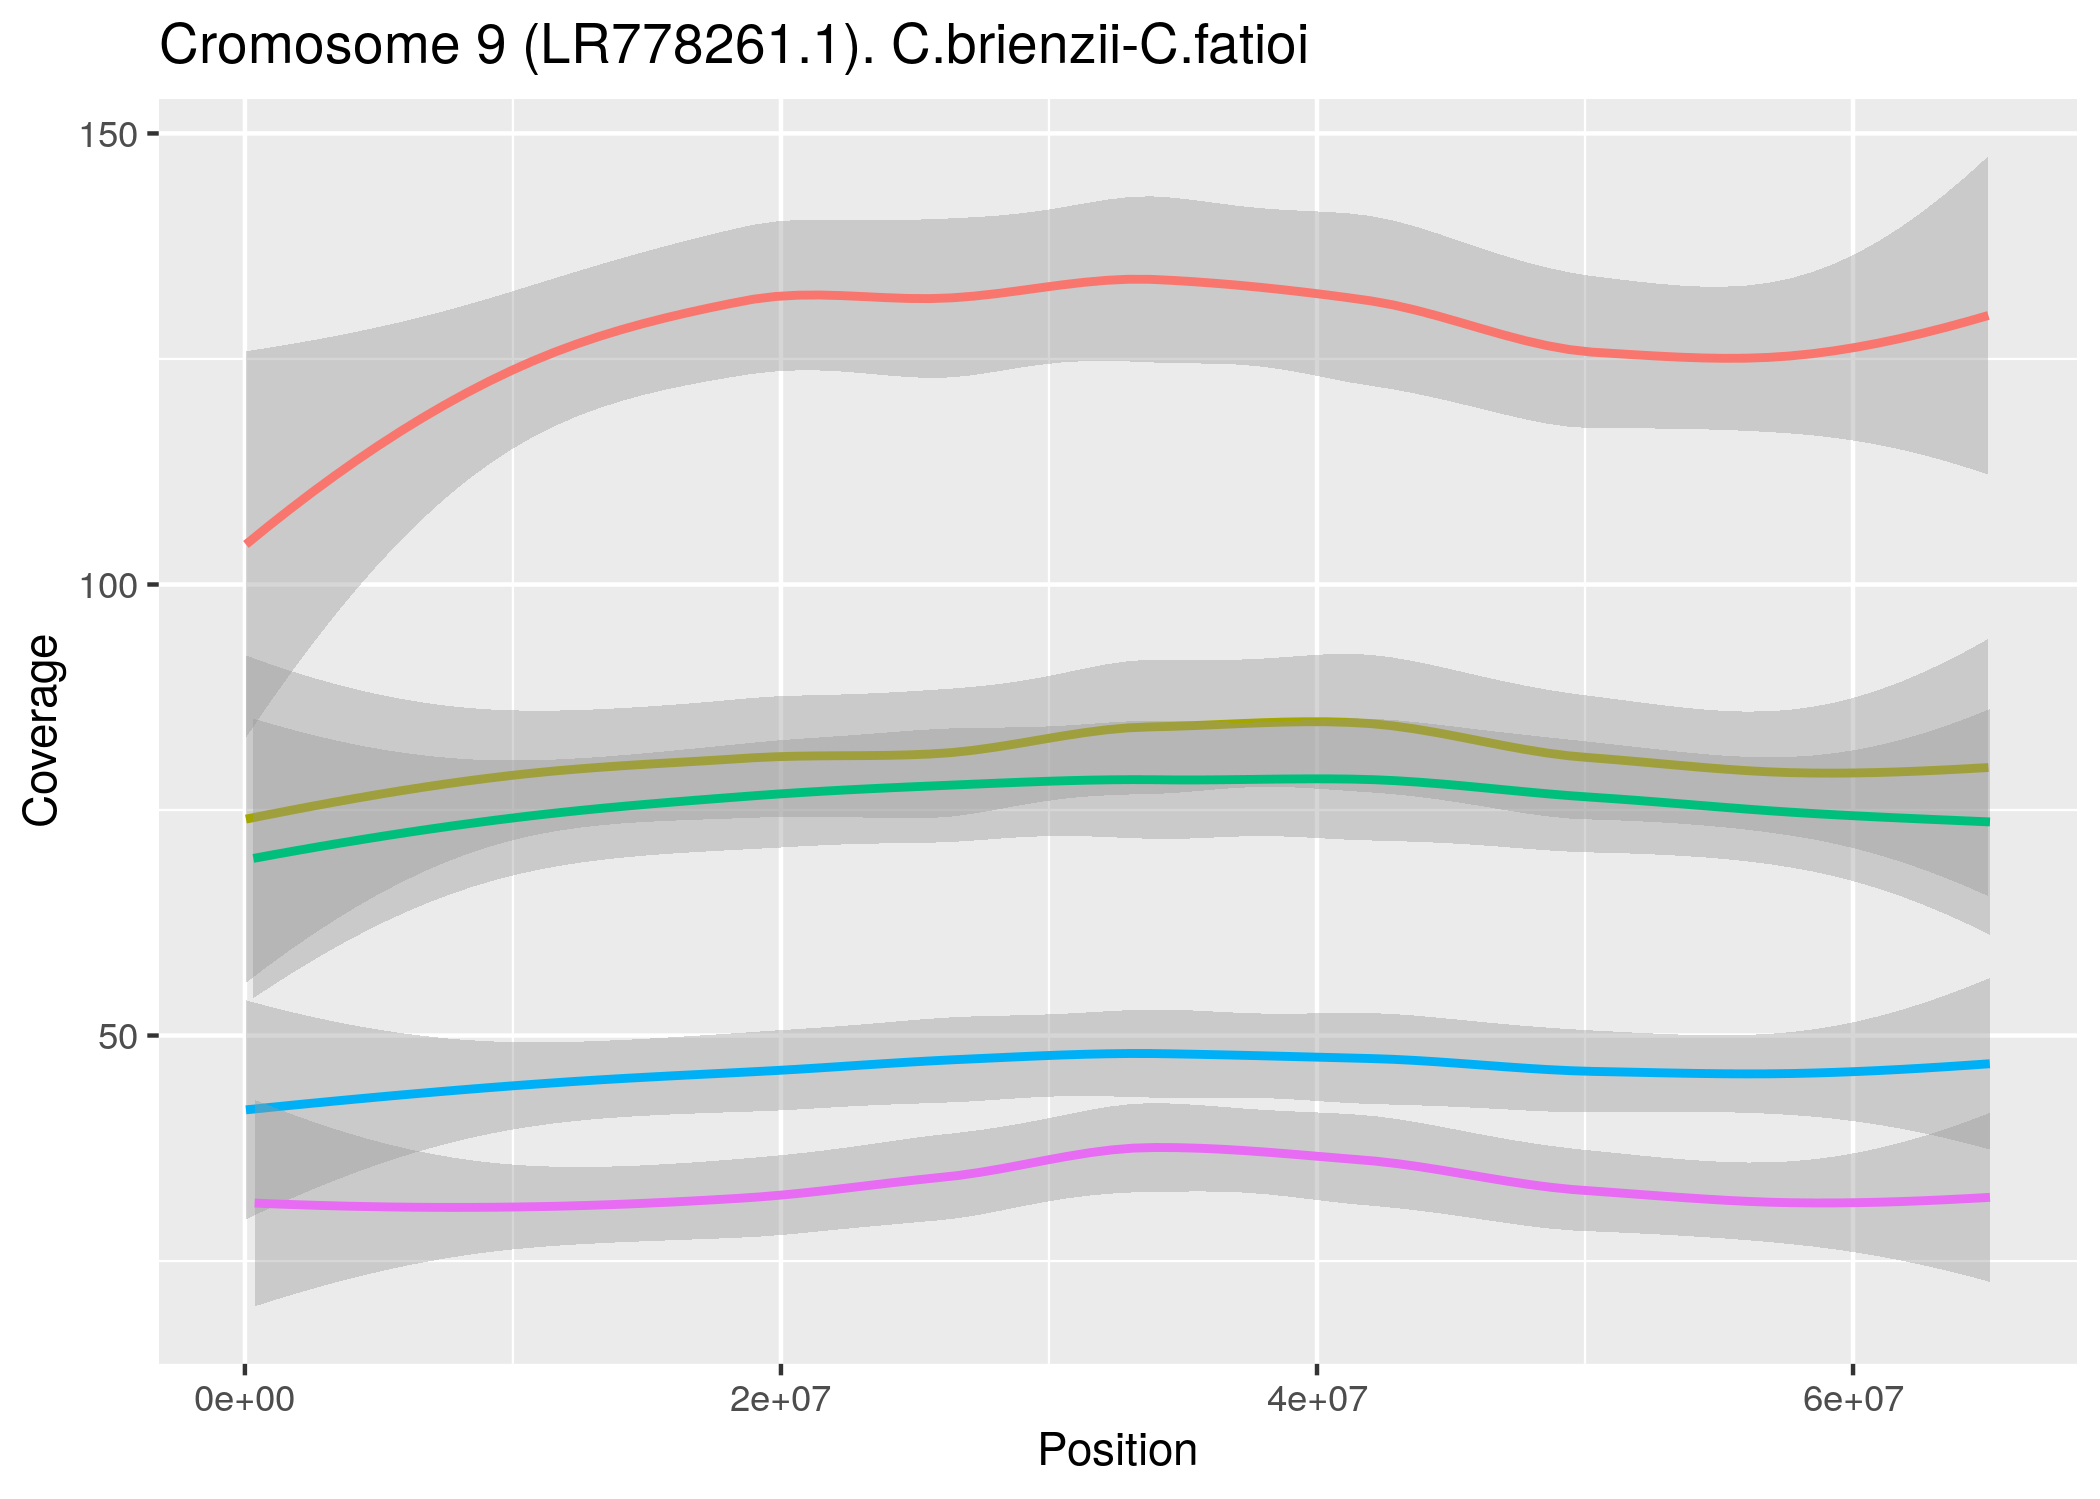 Cromosome 9 (LR778261.1). C.brienzii-C.fatioi
150
100
50
Coverage
0e+00 2e+07 4e+07 6e+07
Position